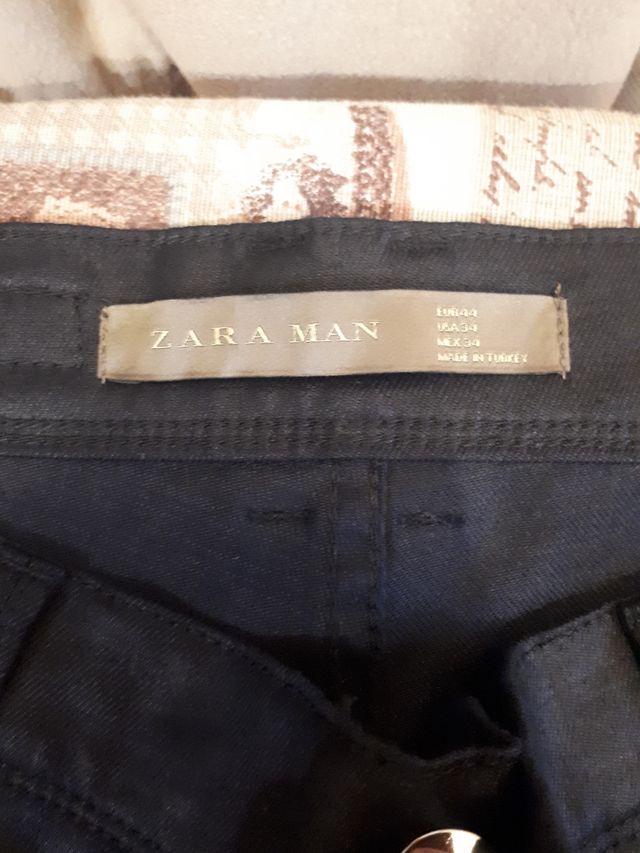 ZARA MAN
EUR 44
USA 34
MEX 34
MADE IN TURKEY